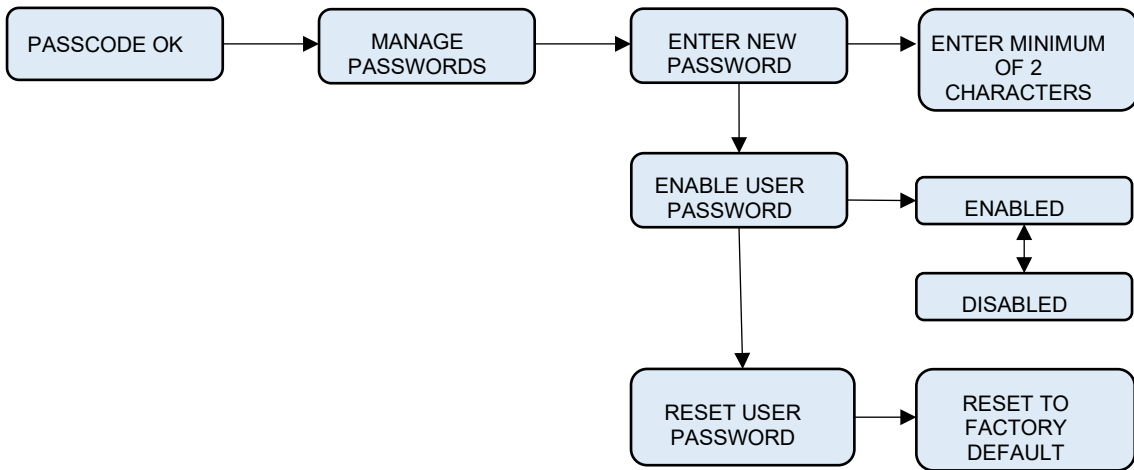 PASSCODE OK
MANAGE
PASSWORDS
ENTER NEW
PASSWORD
ENTER MINIMUM
OF 2
CHARACTERS
ENABLE USER
PASSWORD
ENABLED
DISABLED
RESET USER
PASSWORD
RESET TO
FACTORY
DEFAULT